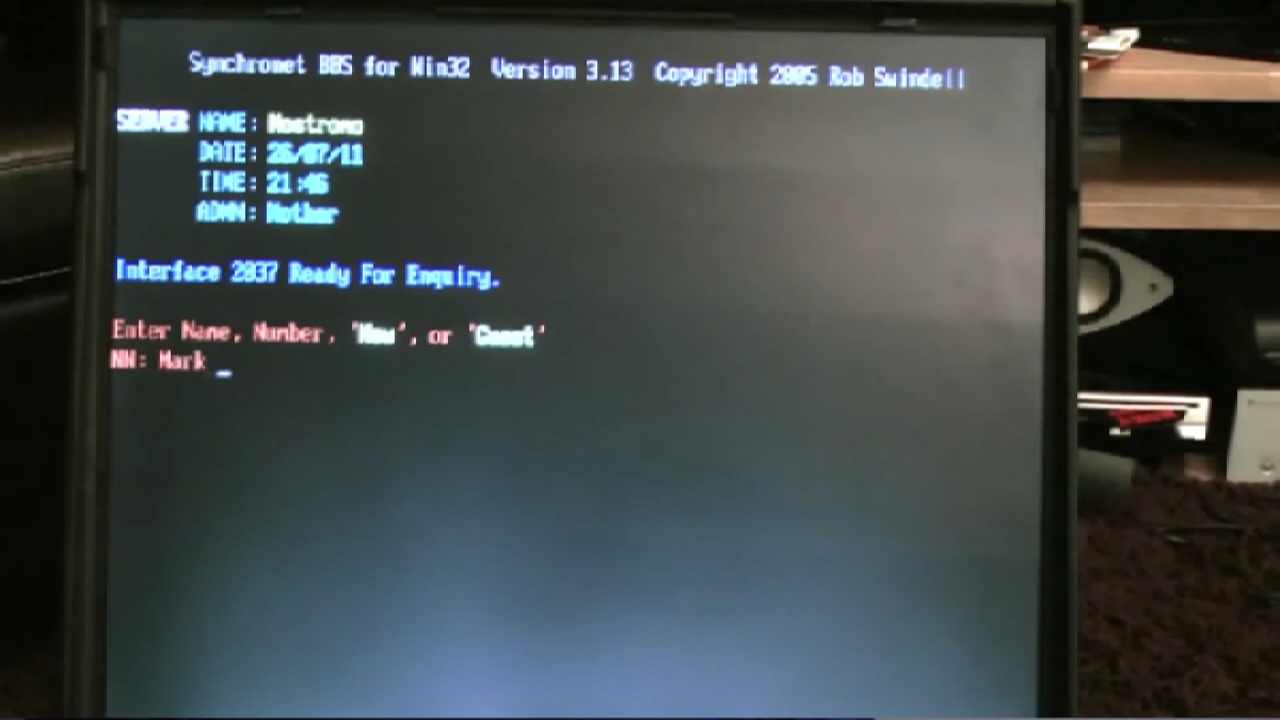 Synchronet BBS for Win32 Version 3.13 Copyright 2005 Rob Swindell
SERVER NAME: Nostromo
DATE: 26/07/11
TIME: 21:46
ADMN: Mother
Interface 2037 Ready For Enquiry.
Enter Name, Number, 'New', or 'Guest'
NN: Mark _